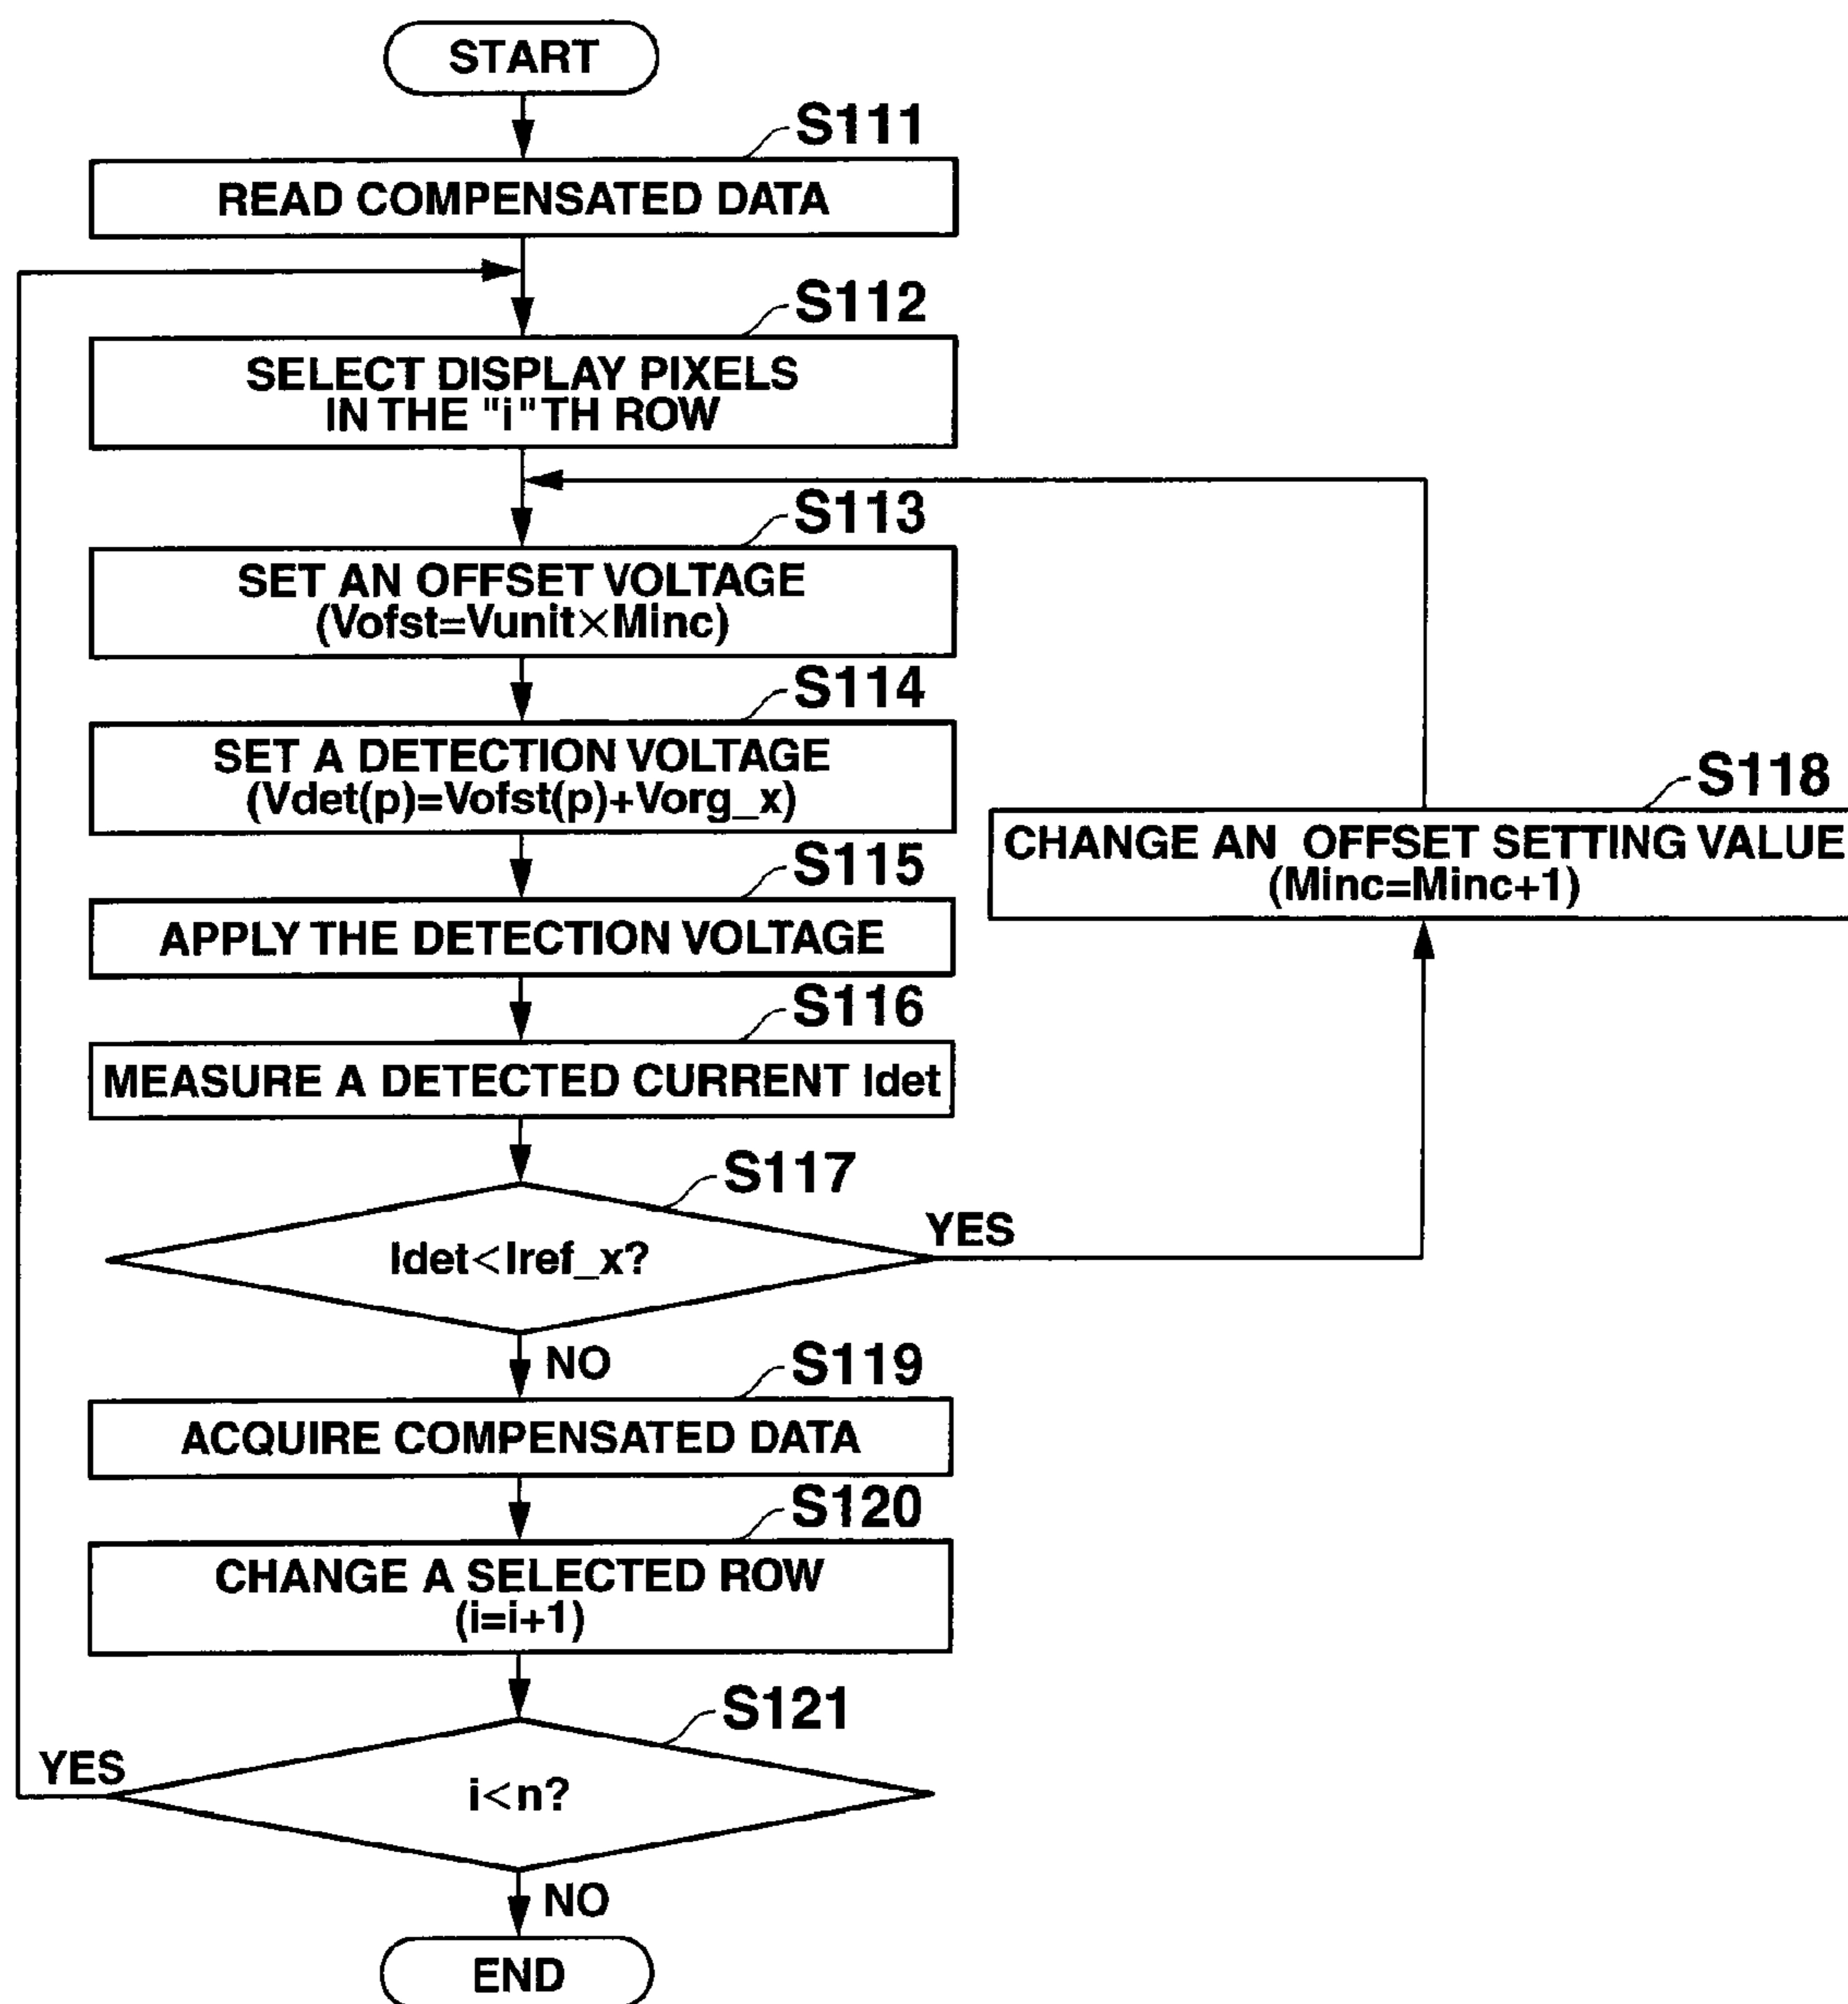 START
S111
READ COMPENSATED DATA
S112
SELECT DISPLAY PIXELS
IN THE "i"TH ROW
S113
SET AN OFFSET VOLTAGE
(Vofst=Vunit×Minc)
S114
SET A DETECTION VOLTAGE
(Vdet(p)=Vofst(p)+Vorg_x)
S115
APPLY THE DETECTION VOLTAGE
S116
MEASURE A DETECTED CURRENT Idet
S117
Idet<Iref_x?
YES
S118
CHANGE AN OFFSET SETTING VALUE
(Minc=Minc+1)
NO
S119
ACQUIRE COMPENSATED DATA
S120
CHANGE A SELECTED ROW
(i=i+1)
S121
i<n?
YES
NO
END